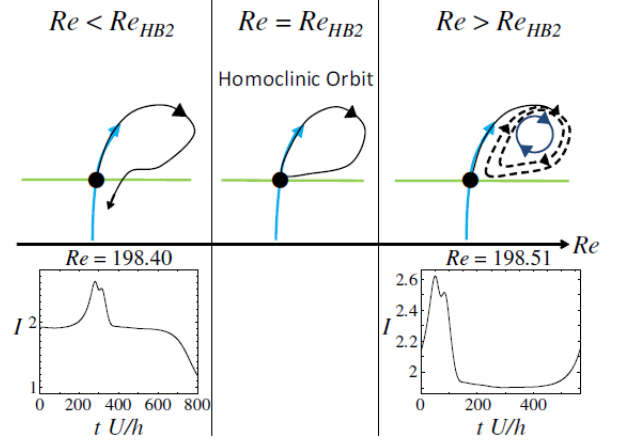 Re < Re_HB2
Re = Re_HB2
Re > Re_HB2
Homoclinic Orbit
Re
Re = 198.40
I
2
1
0 200 400 600 800
t U/h
Re = 198.51
I
2.6
2.4
2.2
2
0 200 400
t U/h